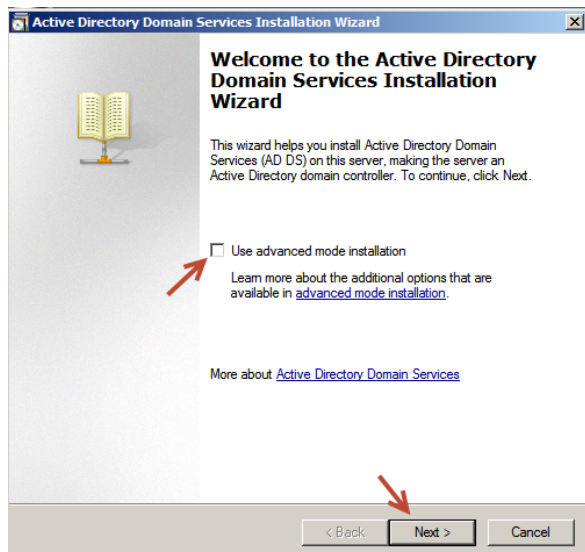 Active Directory Domain Services Installation Wizard
Welcome to the Active Directory
Domain Services Installation
Wizard
This wizard helps you install Active Directory Domain
Services (AD DS) on this server, making the server an
Active Directory domain controller. To continue, click Next.
Use advanced mode installation
Learn more about the additional options that are
available in advanced mode installation.
More about Active Directory Domain Services
< Back Next > Cancel